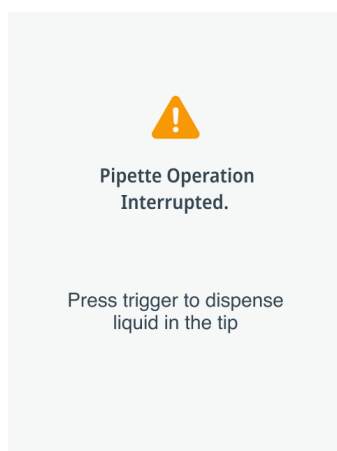 Pipette Operation
Interrupted.
Press trigger to dispense
liquid in the tip